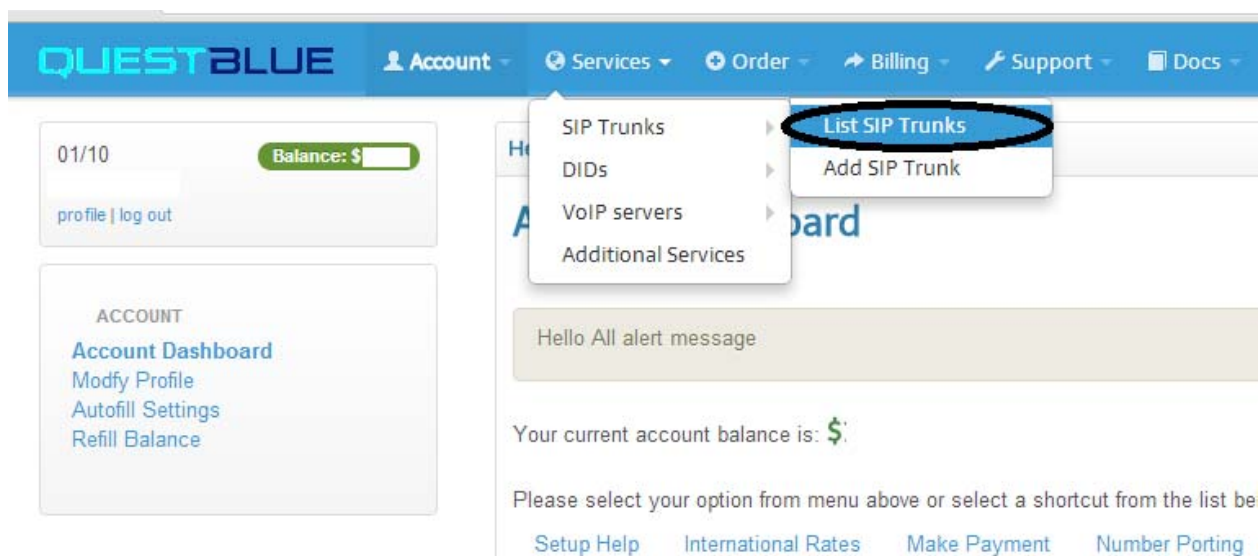 QUESTBLUE Account Services Order Billing Support Docs
SIP Trunks
DIDs
VoIP servers
Additional Services
List SIP Trunks
Add SIP Trunk
01/10 Balance: $
profile | log out
ACCOUNT
Account Dashboard
Modfy Profile
Autofill Settings
Refill Balance
Hello All alert message
Your current account balance is: $
Please select your option from menu above or select a shortcut from the list
Setup Help International Rates Make Payment Number Porting